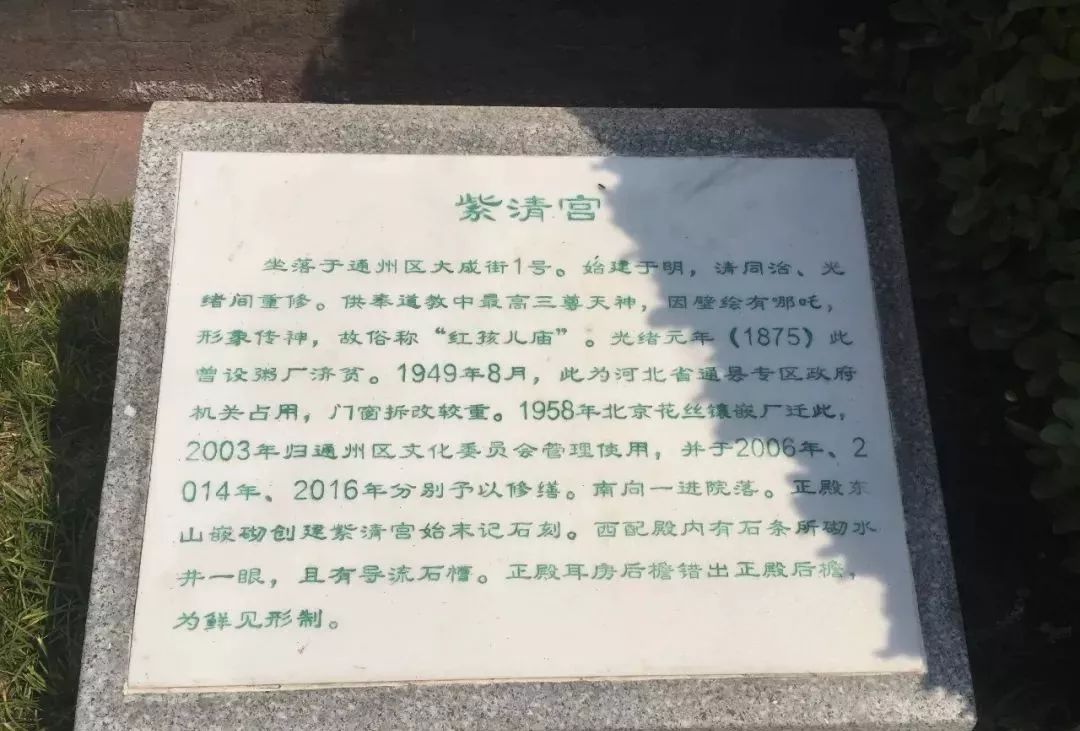 紫清宫
坐落于通州区大成街1号。始建于明，清同治、光
绪间重修。供奉道教中最高三尊天神，因壁绘有哪吒，
形象传神，故俗称“红孩儿庙”。光绪元年（1875）此
曾设粥厂济贫。1949年8月，此为河北省通县专区政府
机关占用，门窗拆改较重。1958年北京花丝镶嵌厂迁此，
2003年归通州区文化委员会管理使用，并于2006年、2
014年、2016年分别予以修缮。南向一进院落。正殿东
山嵌砌创建紫清宫始末记石刻。西配殿内有石条所砌水
井一眼，且有导流石槽。正殿耳房后檐错出正殿后檐，
为鲜见形制。